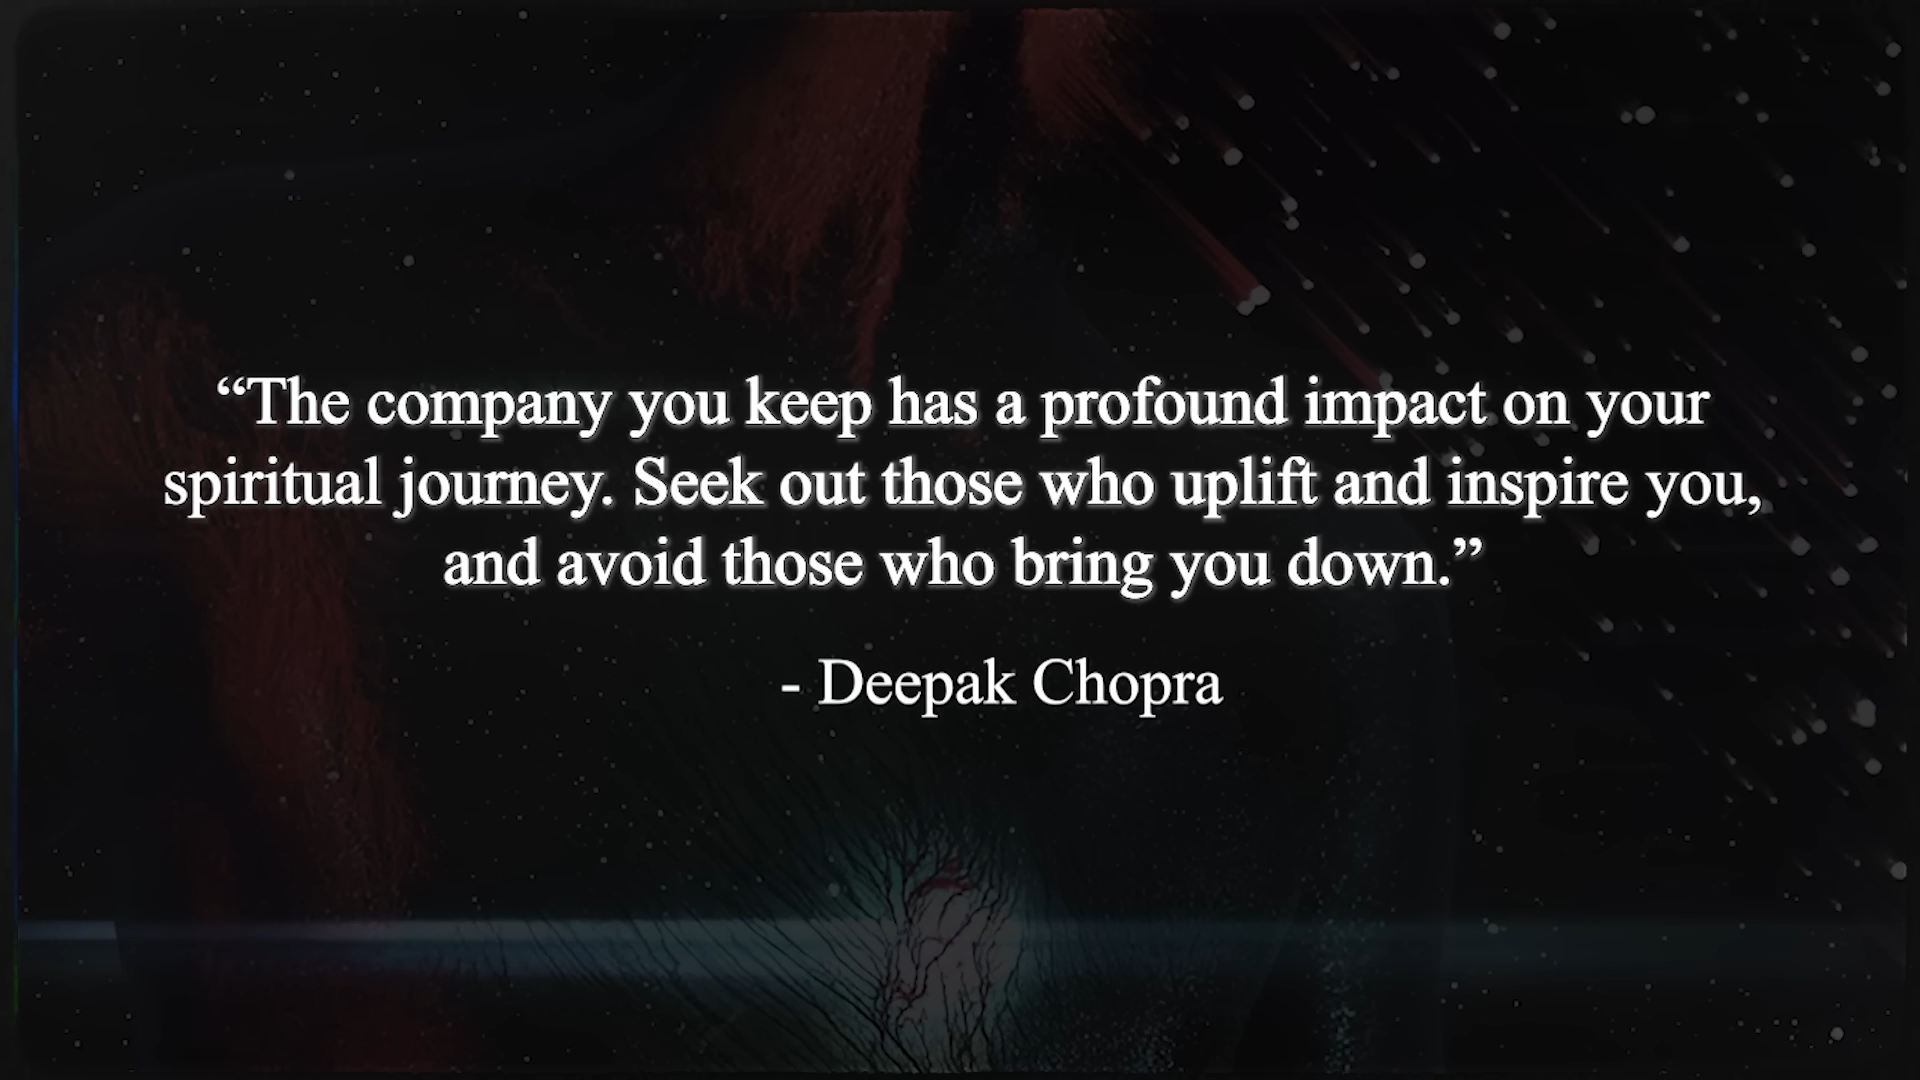 “The company you keep has a profound impact on your
spiritual journey. Seek out those who uplift and inspire you,
and avoid those who bring you down.”
- Deepak Chopra